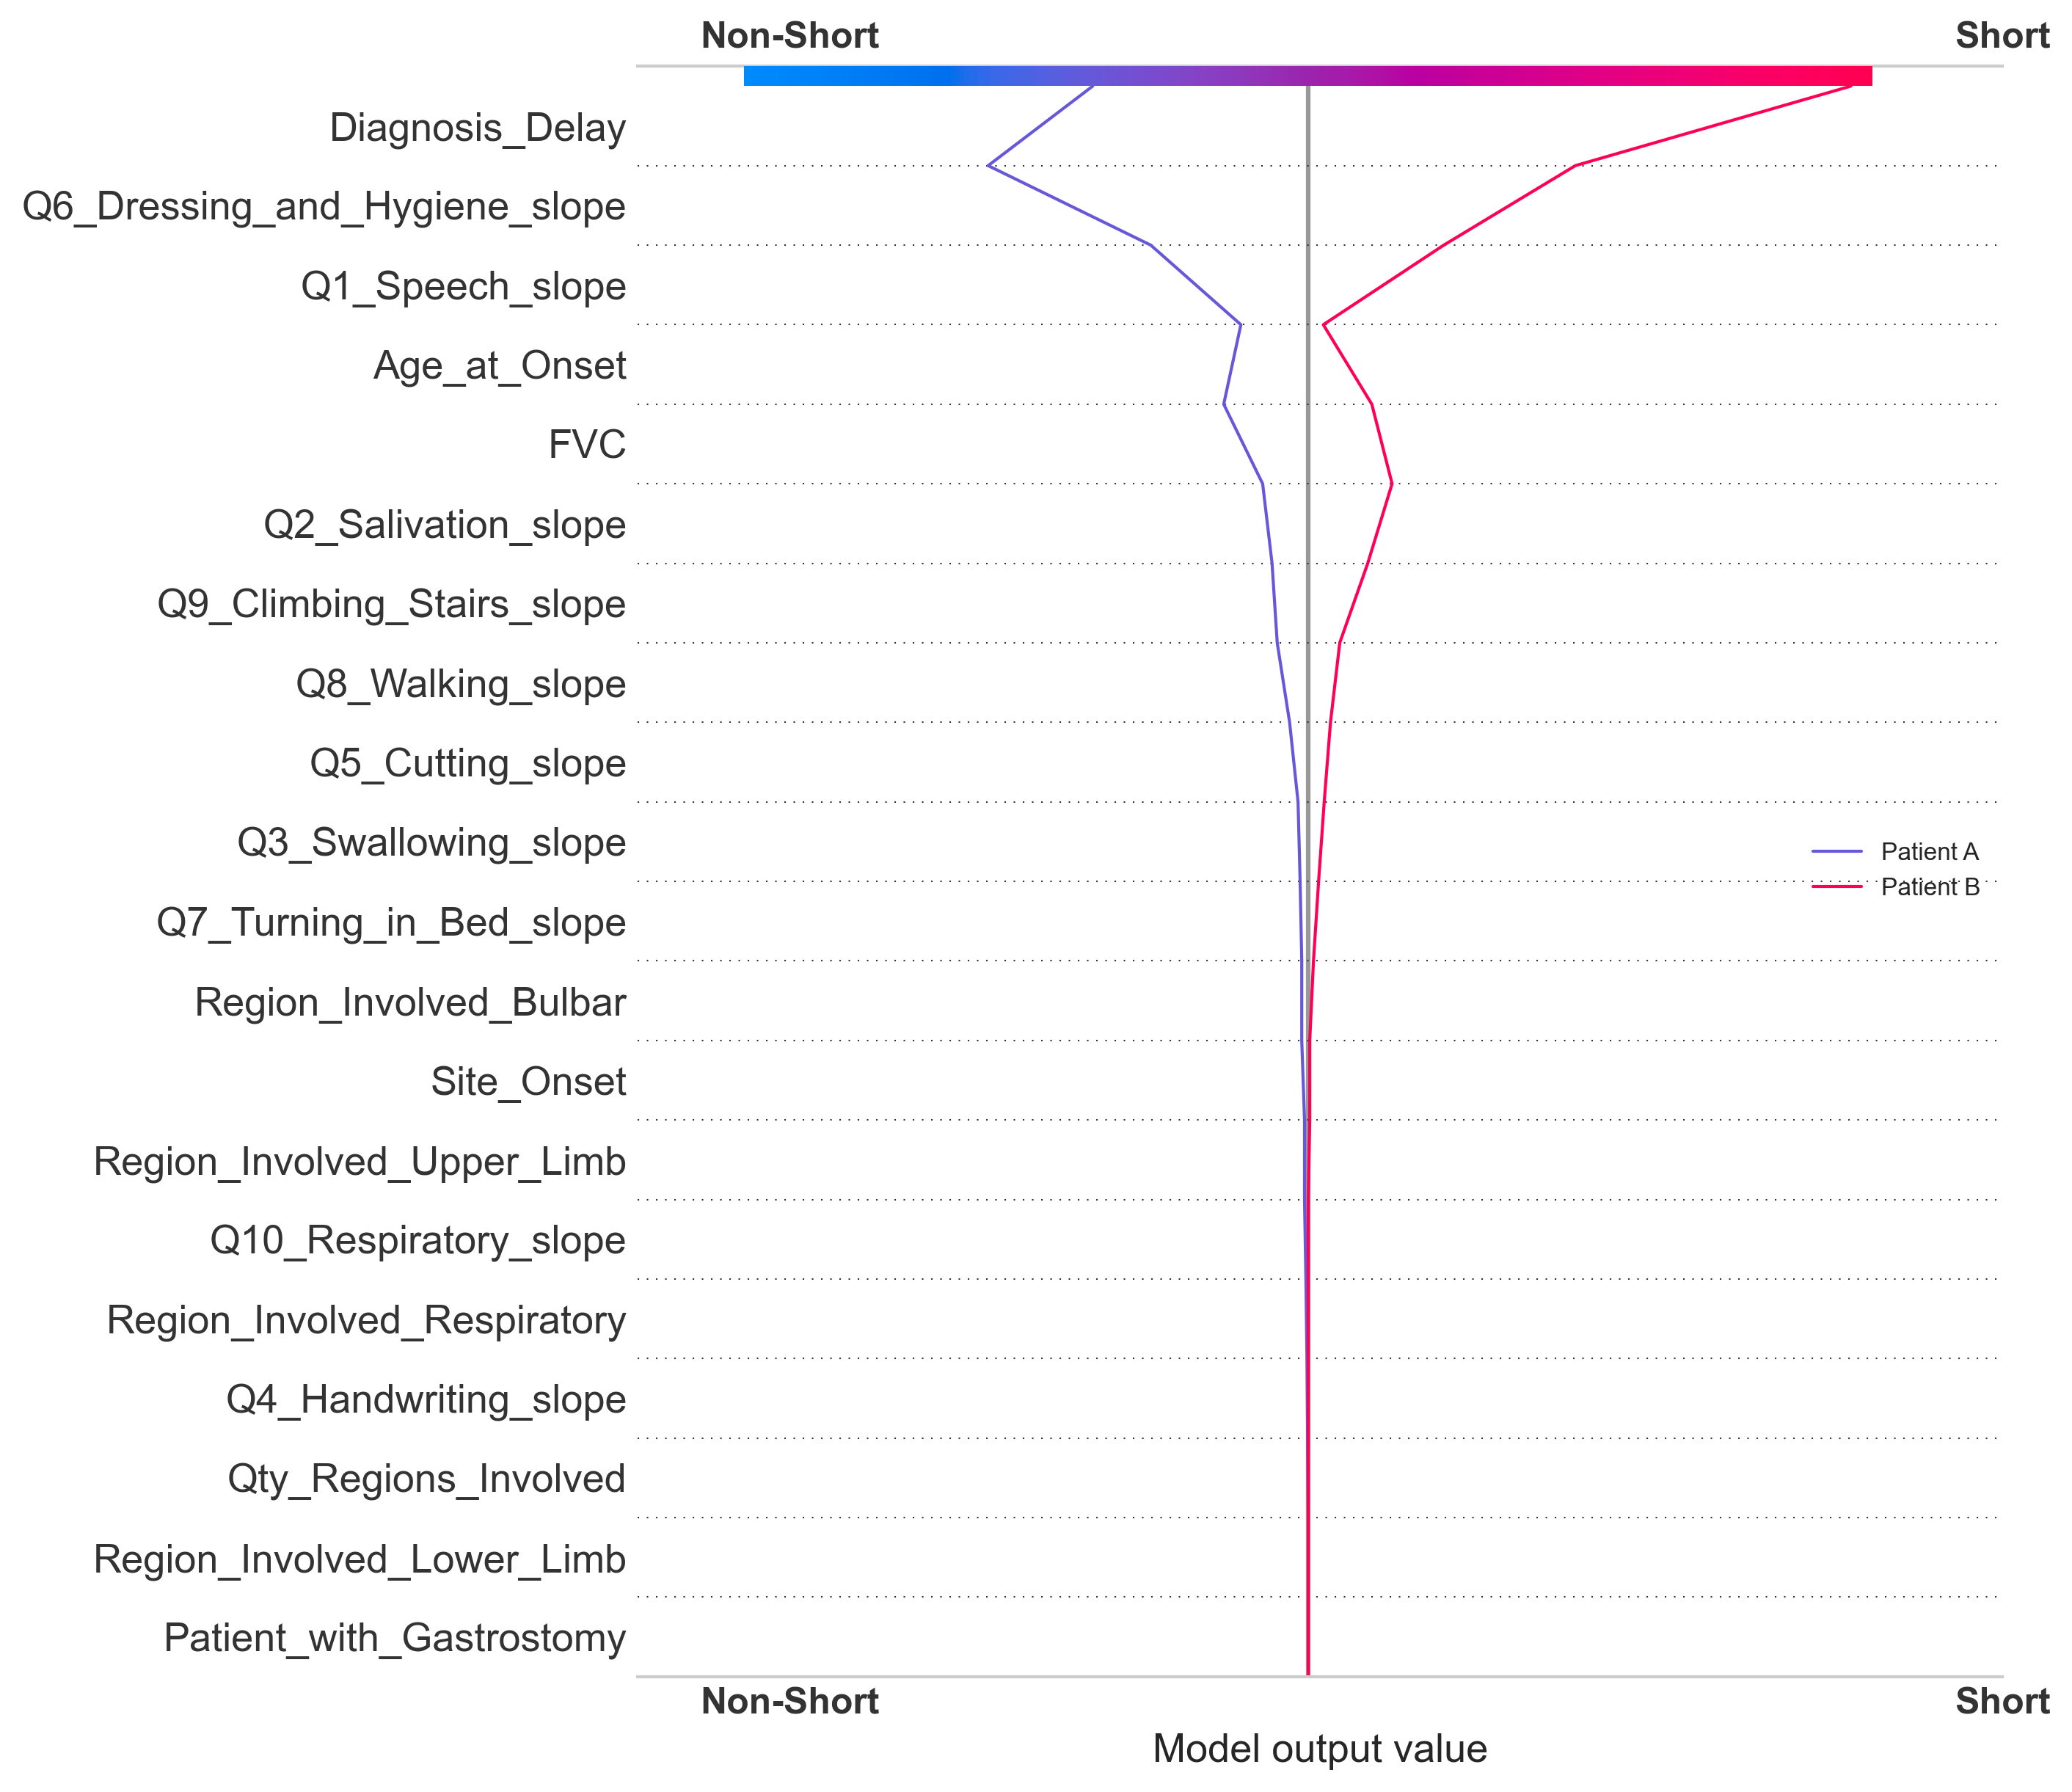 Non-Short Short
Diagnosis_Delay
Q6_Dressing_and_Hygiene_slope
Q1_Speech_slope
Age_at_Onset
FVC
Q2_Salivation_slope
Q9_Climbing_Stairs_slope
Q8_Walking_slope
Q5_Cutting_slope
Q3_Swallowing_slope
Patient A
Patient B
Q7_Turning_in_Bed_slope
Region_Involved_Bulbar
Site_Onset
Region_Involved_Upper_Limb
Q10_Respiratory_slope
Region_Involved_Respiratory
Q4_Handwriting_slope
Qty_Regions_Involved
Region_Involved_Lower_Limb
Patient_with_Gastrostomy
Non-Short Short
Model output value